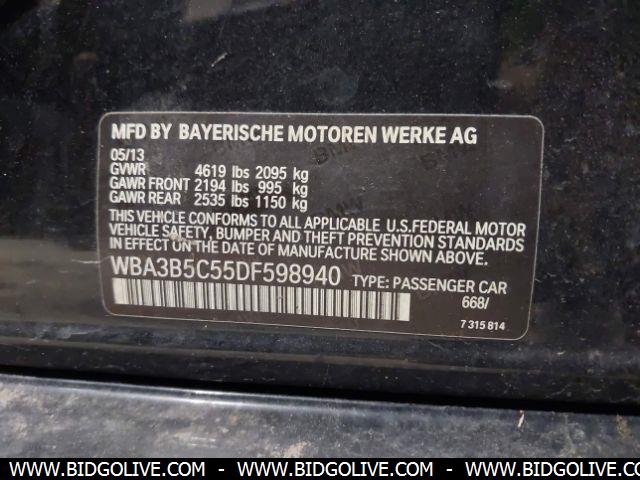 MFD BY BAYERISCHE MOTOREN WERKE AG
05/13
GVWR 4619 lbs 2095 kg
GAWR FRONT 2194 lbs 995 kg
GAWR REAR 2535 lbs 1150 kg
THIS VEHICLE CONFORMS TO ALL APPLICABLE U.S.FEDERAL MOTOR
VEHICLE SAFETY, BUMPER AND THEFT PREVENTION
STANDARDS IN EFFECT ON THE DATE OF MANUFACTURE SHOWN ABOVE.
WBA3B5C55DF598940 TYPE: PASSENGER CAR
668/
7 315 814
WWW.BIDGOLIVE.COM - WWW.BIDGOLIVE.COM - WWW.BIDGOLIVE.COM